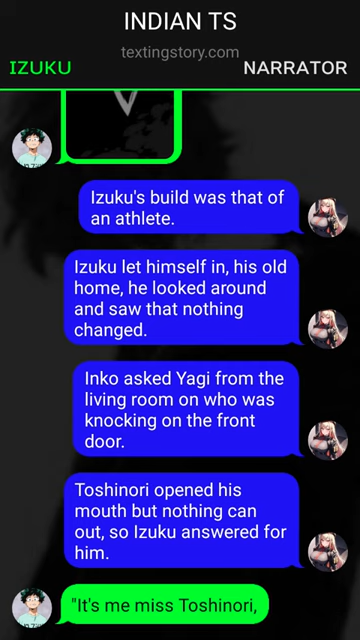 INDIAN TS
textingstory.com
IZUKU
NARRATOR
Izuku's build was that of
an athlete.
Izuku let himself in, his old
home, he looked around
and saw that nothing
changed.
Inko asked Yagi from the
living room on who was
knocking on the front
door.
Toshinori opened his
mouth but nothing can
out, so Izuku answered for
him.
"It's me miss Toshinori,